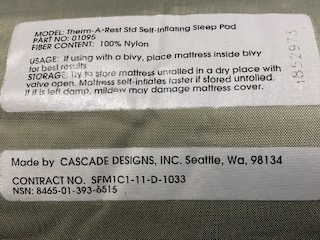 MODEL: Therm-A-Rest Std Self-Inflating Sleep Pad
PART NO: 01095
FIBER CONTENT: 100% Nylon
USAGE: If using with a bivy, place mattress inside bivy
for best results
STORAGE: Try to store mattress unrolled in a dry place with
valve open. Mattress self-inflates faster if stored unrolled.
If it is left damp, mildew may damage mattress cover.
1852973
Made by CASCADE DESIGNS, INC. Seattle, Wa, 98134
CONTRACT NO. SPM1C1-11-D-1033
NSN: 8465-01-393-6515